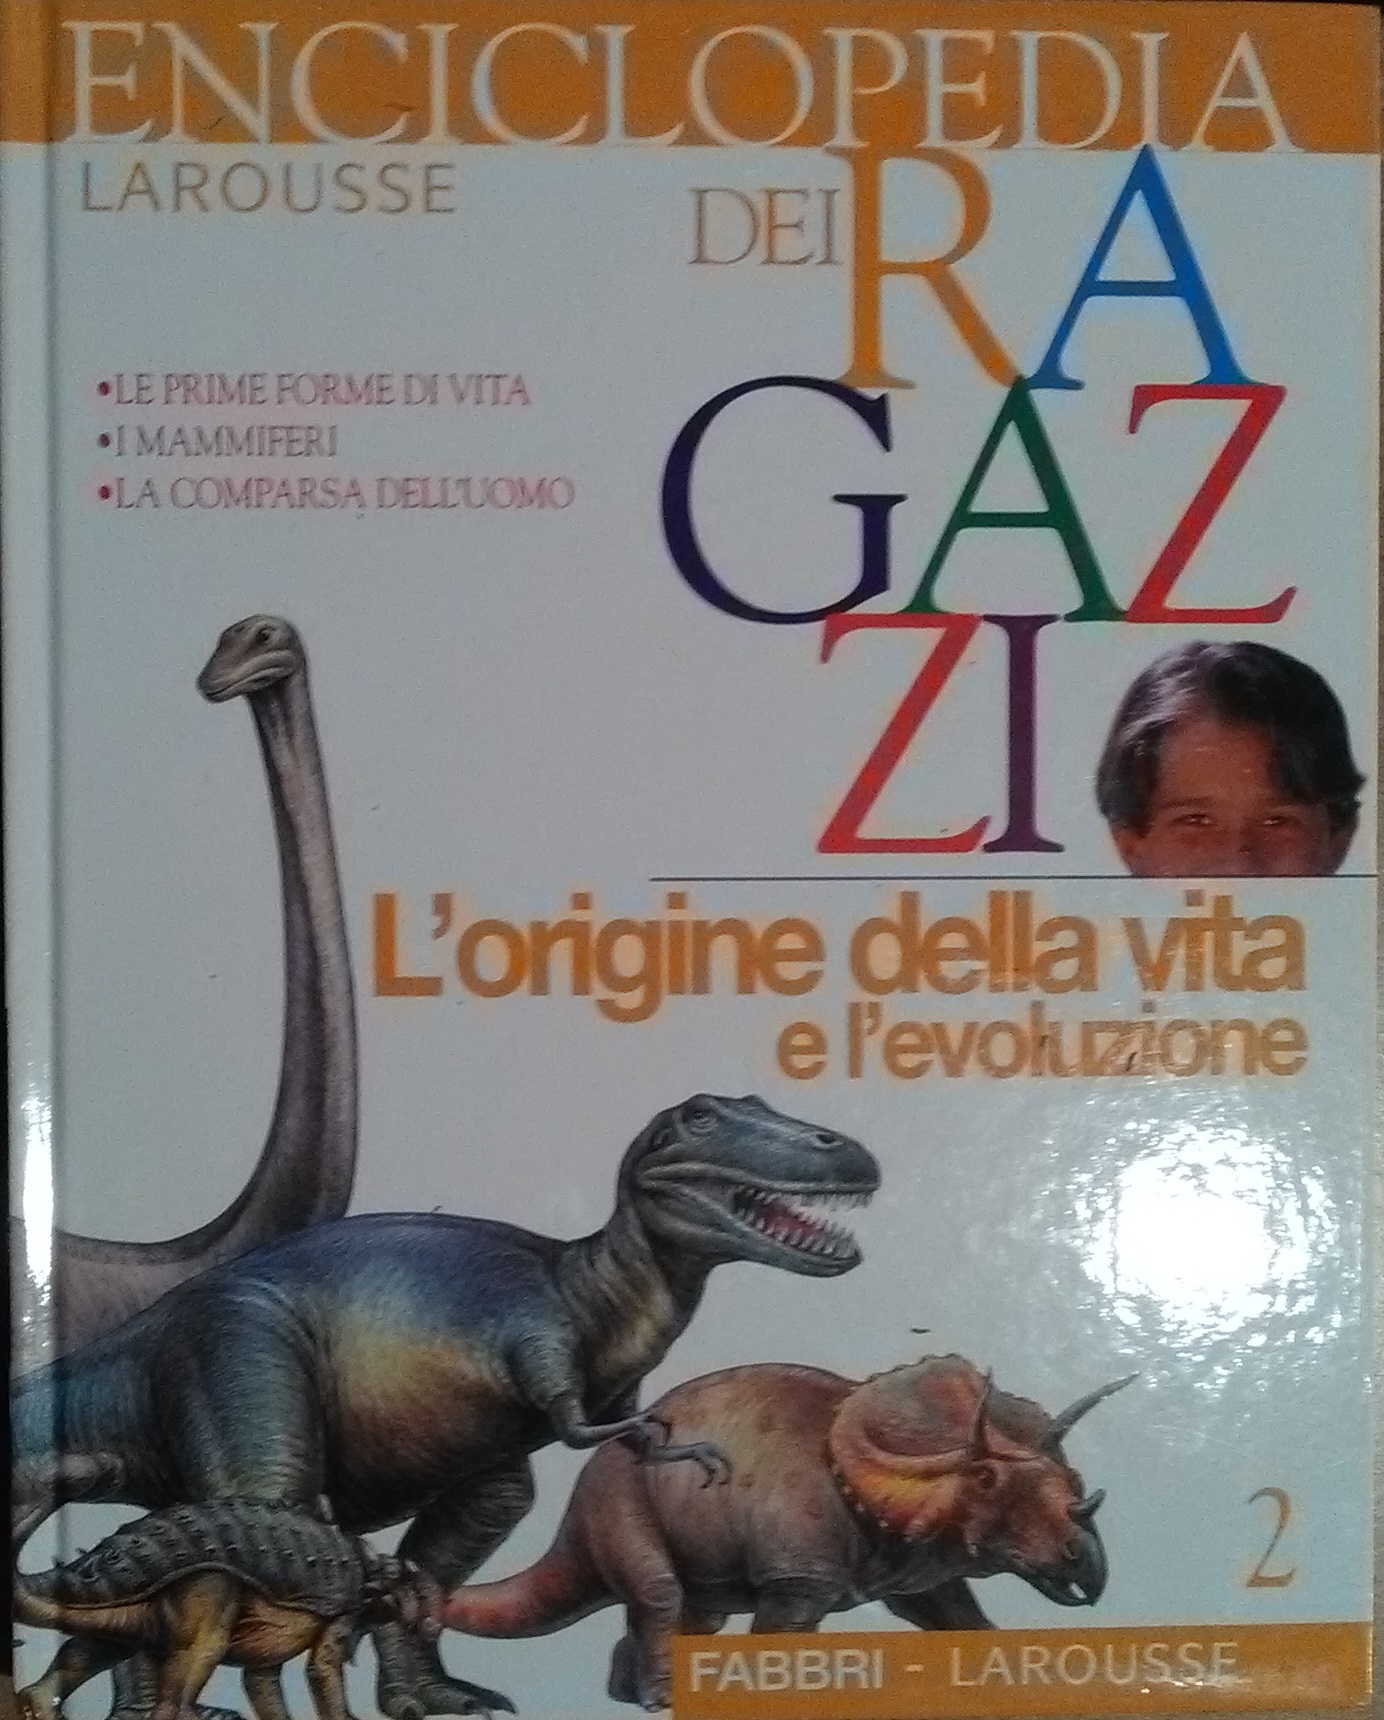 ENCICLOPEDIA
LAROUSSE
DEI RA
GAZ
ZI
•LE PRIME FORME DI VITA
•I MAMMIFERI
•LA COMPARSA DELL'UOMO
L'origine della vita
e l'evoluzione
2
FABBRI - LAROUSSE